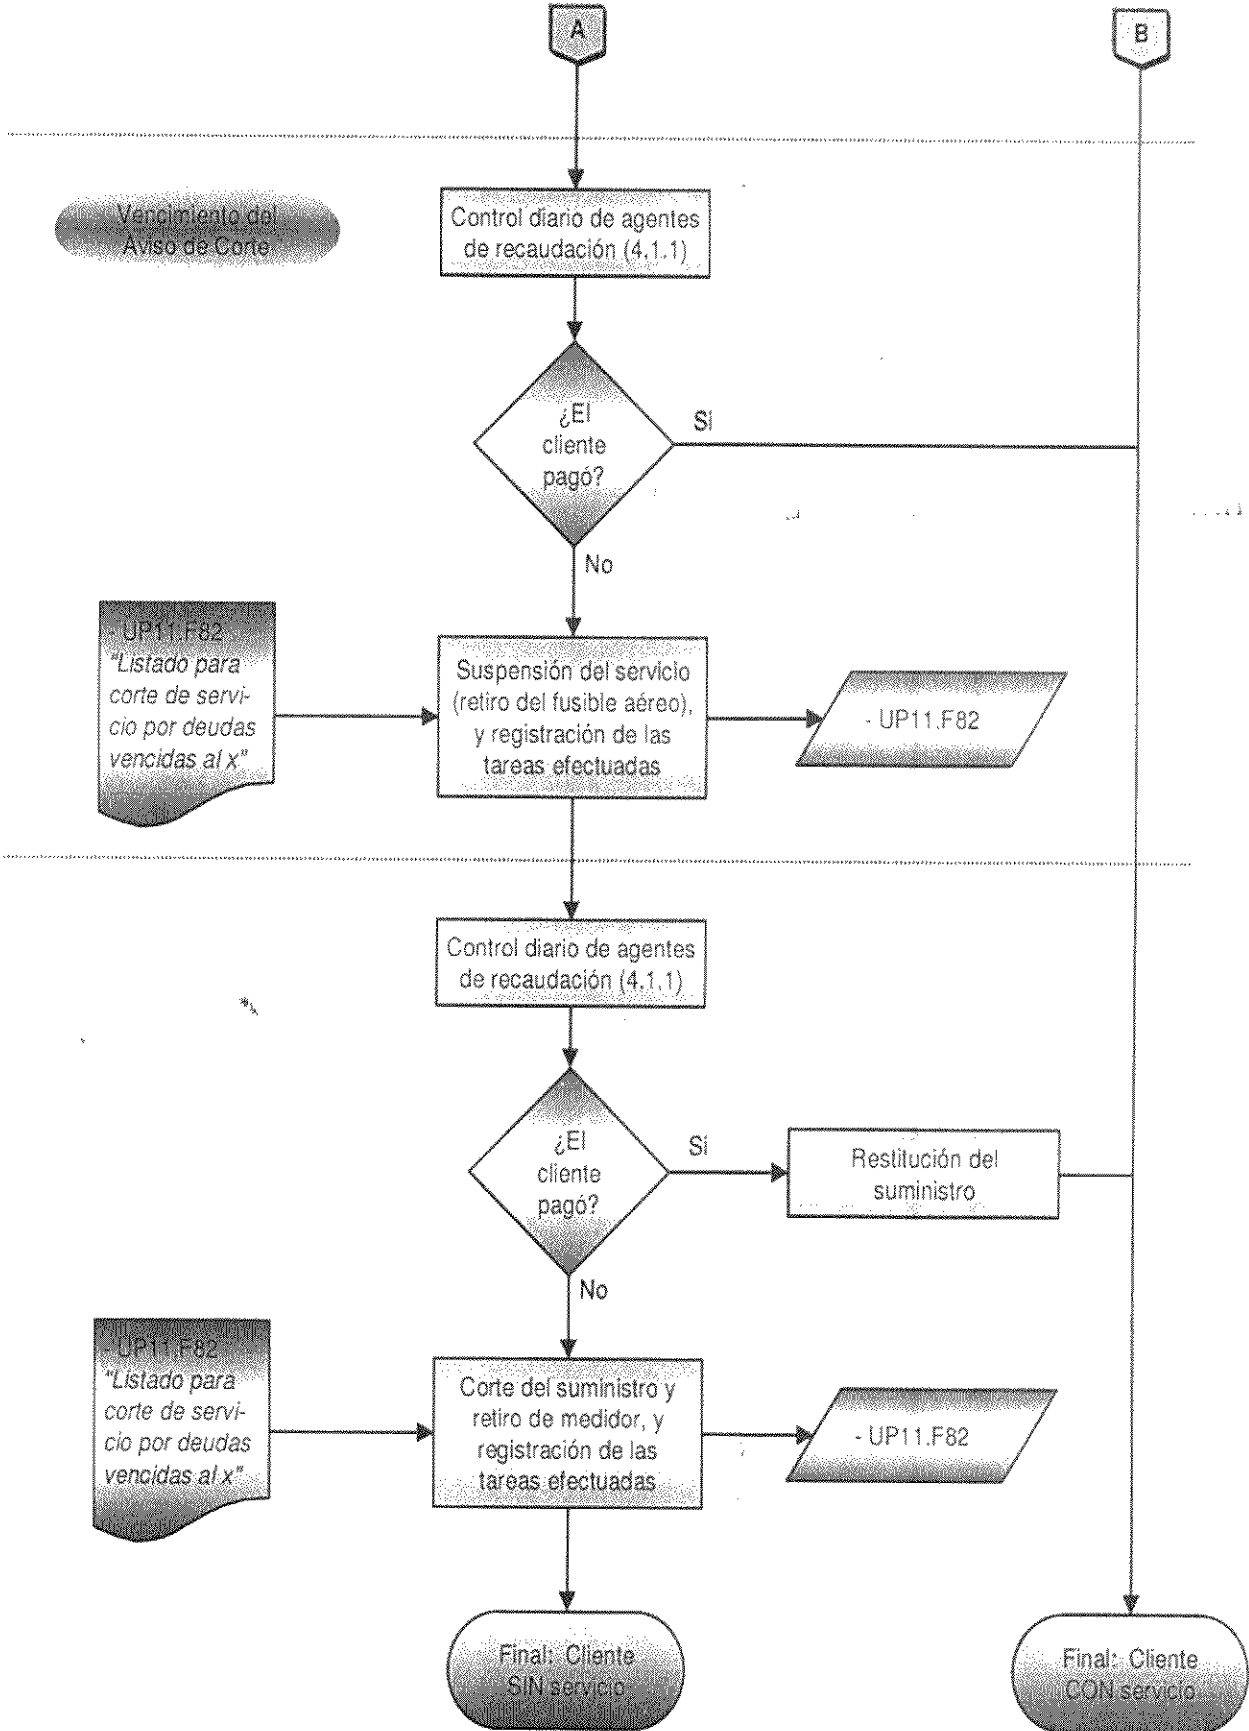 A
B
Vencimiento del
Aviso de Corte
Control diario de agentes
de recaudación (4.1.1)
¿El
cliente
pagó?
Sí
No
- UP11.F82
"Listado para
corte de servi-
cio por deudas
vencidas al x"
Suspensión del servicio
(retiro del fusible aéreo),
y registración de las
tareas efectuadas
- UP11.F82
Control diario de agentes
de recaudación (4.1.1)
¿El
cliente
pagó?
Sí
Restitución del
suministro
No
- UP11.F82
"Listado para
corte de servi-
cio por deudas
vencidas al x"
Corte del suministro y
retiro de medidor, y
registración de las
tareas efectuadas
- UP11.F82
Final: Cliente
SIN servicio
Final: Cliente
CON servicio